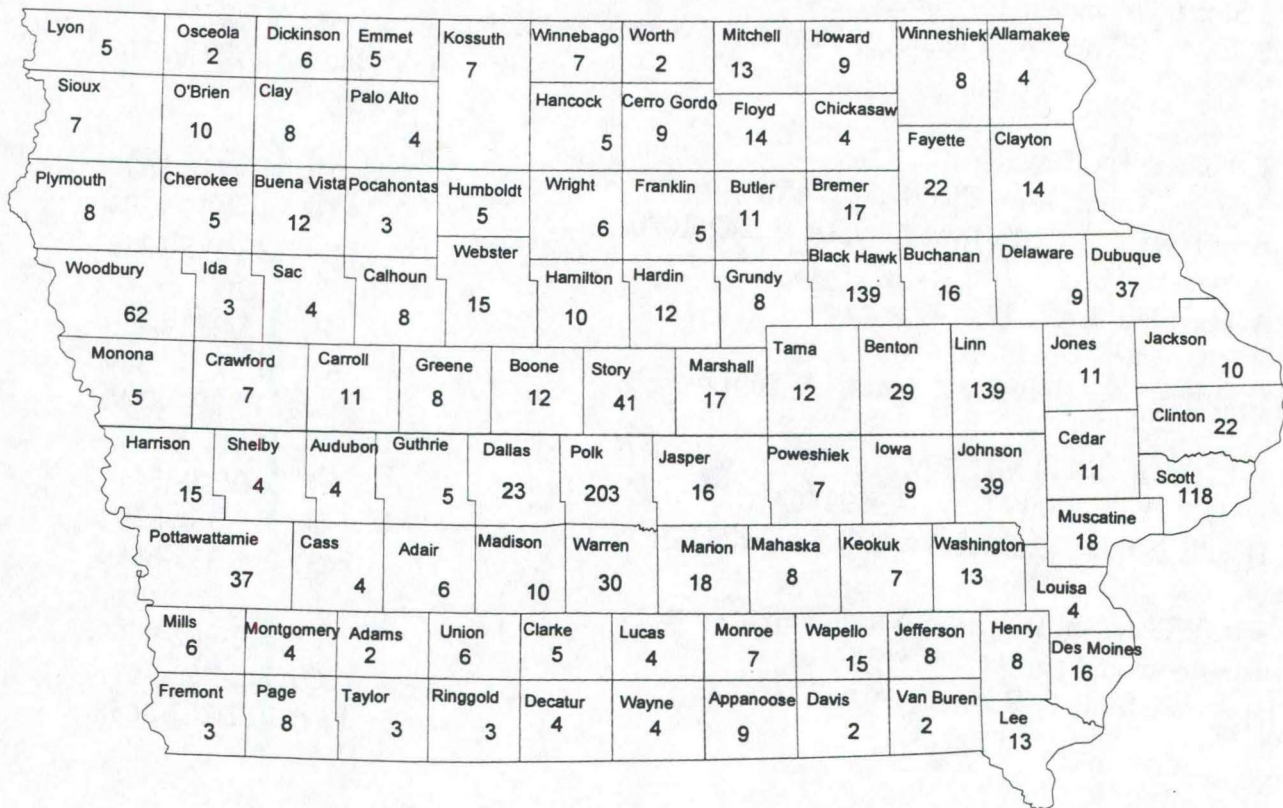 Lyon Osceola Dickinson Emmet Kossuth Winnebago Worth Mitchell Howard Winneshiek Allamakee
5 2 6 5 7 7 2 13 9 8 4
Sioux O'Brien Clay Palo Alto Hancock Cerro Gordo Floyd Chickasaw
7 10 8 4 5 9 14 4
Fayette Clayton
22 14
Plymouth Cherokee Buena Vista Pocahontas Humboldt Wright Franklin Butler Bremer
8 5 12 3 5 6 5 11 17
Woodbury Ida Sac Calhoun Webster Hamilton Hardin Grundy Black Hawk Buchanan Delaware Dubuque
62 3 4 8 15 10 12 8 139 16 9 37
Monona Crawford Carroll Greene Boone Story Marshall Tama Benton Linn Jones Jackson
5 7 11 8 12 41 17 12 29 139 11 10
Clinton
22
Harrison Shelby Audubon Guthrie Dallas Polk Jasper Poweshiek Iowa Johnson Cedar Scott
15 4 4 5 23 203 16 7 9 39 11 118
Muscatine
18
Pottawattamie Cass Adair Madison Warren Marion Mahaska Keokuk Washington
37 4 6 10 30 18 8 7 13
Louisa
4
Mills Montgomery Adams Union Clarke Lucas Monroe Wapello Jefferson Henry Des Moines
6 4 2 6 5 4 7 15 8 8 16
Fremont Page Taylor Ringgold Decatur Wayne Appanoose Davis Van Buren Lee
3 8 3 3 4 4 9 2 2 13